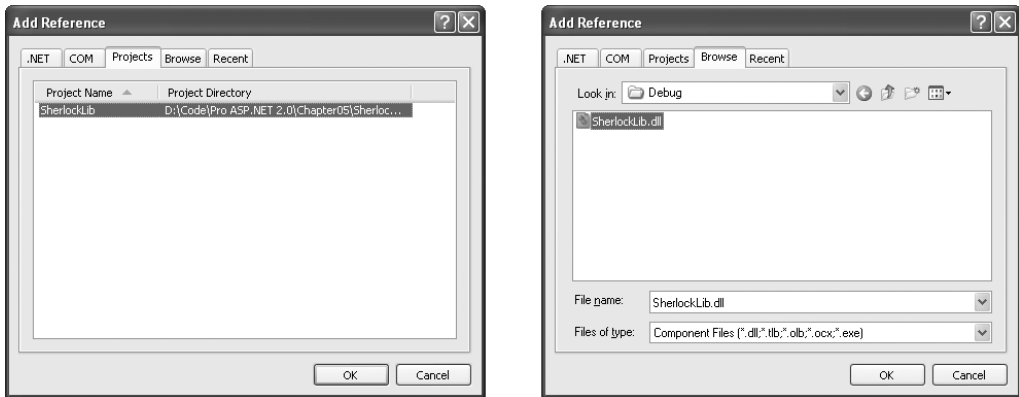 Add Reference
.NET COM Projects Browse Recent
Project Name Project Directory
SherlockLib D:\Code\Pro ASP.NET 2.0\Chapter05\Sherloc...
OK Cancel
Add Reference
.NET COM Projects Browse Recent
Look in: Debug
SherlockLib.dll
File name: SherlockLib.dll
Files of type: Component Files (*.dll;*.tlb;*.olb;*.ocx;*.exe)
OK Cancel